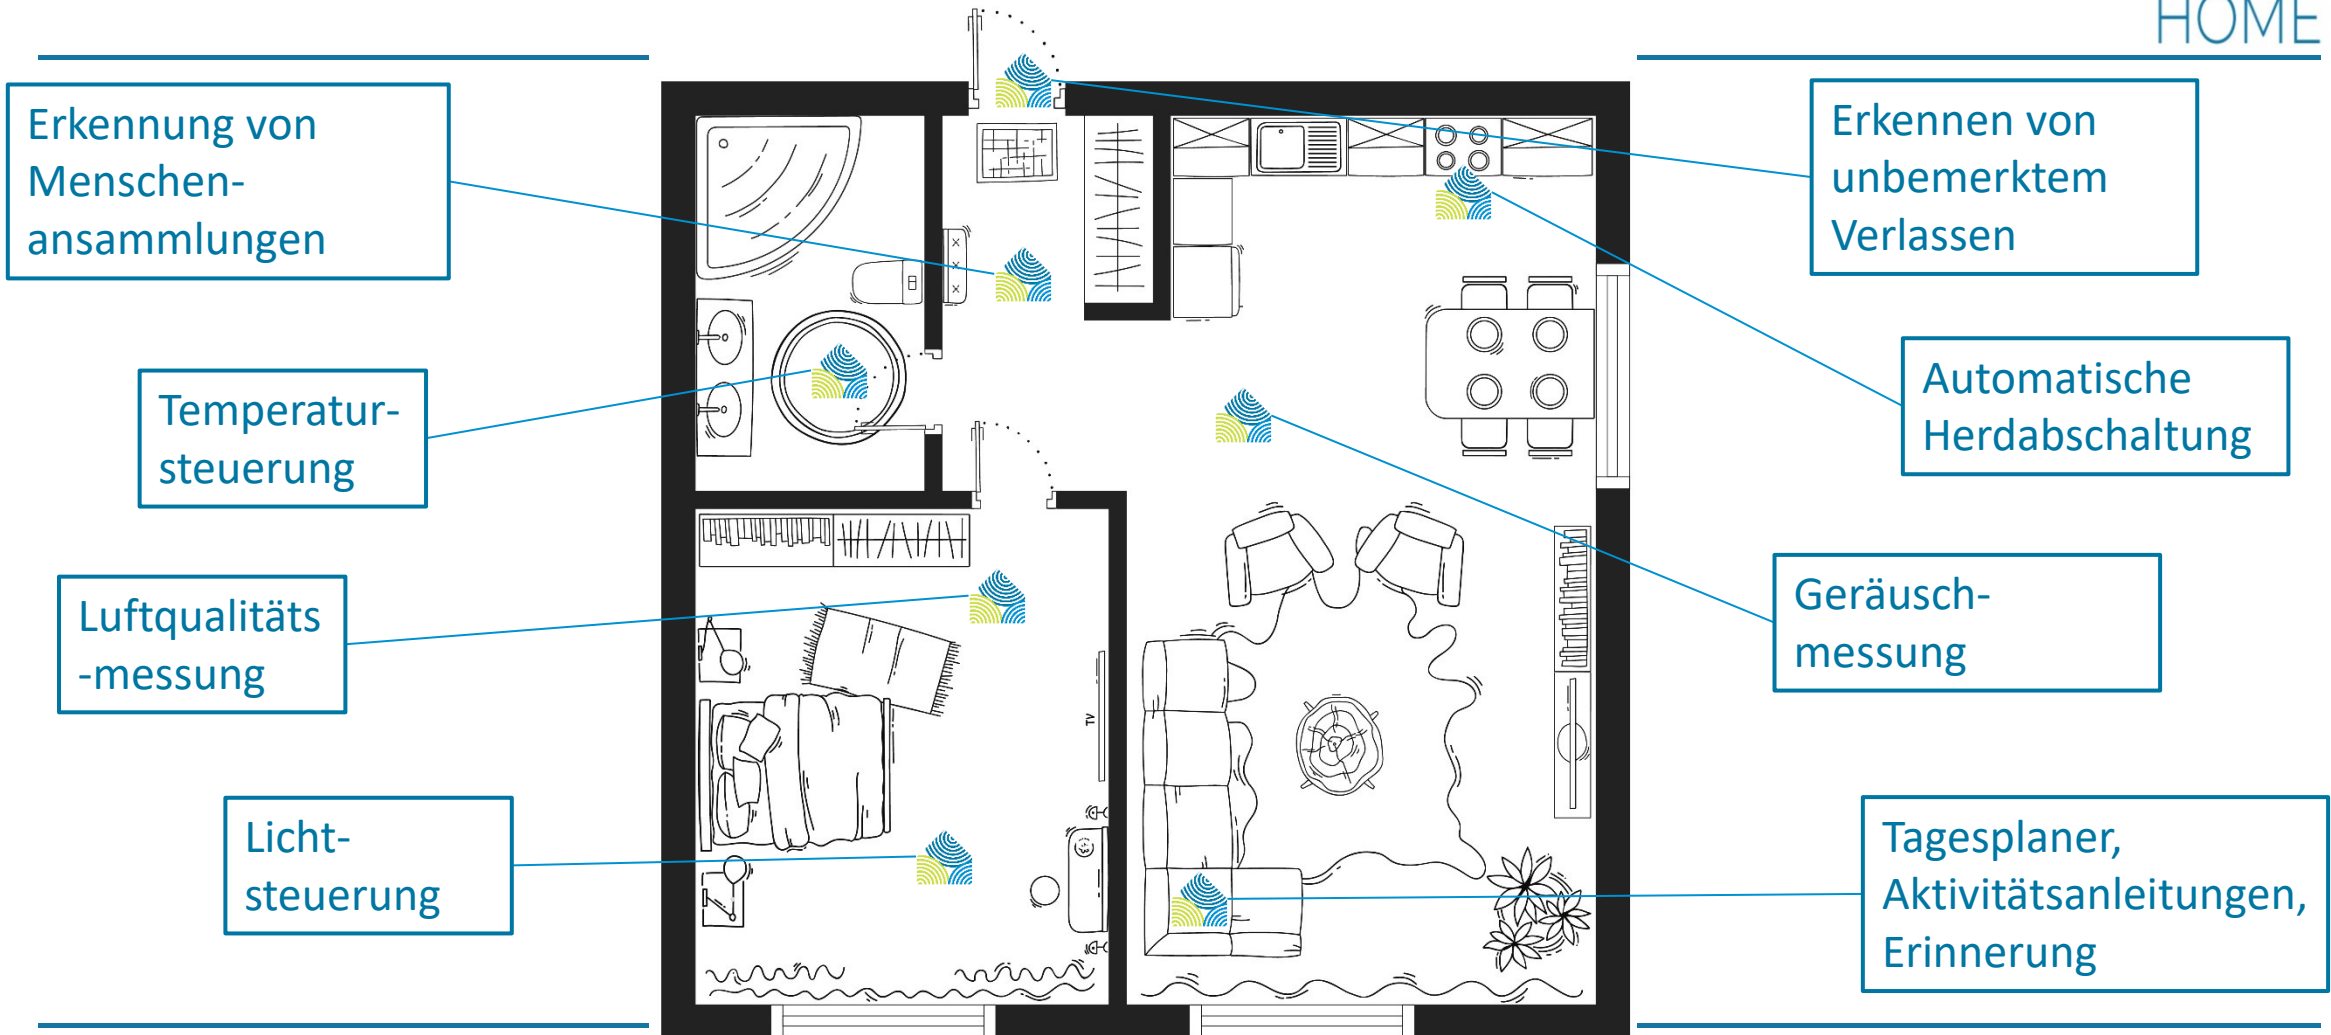 HOME
Erkennung von
Menschen-
ansammlungen
Temperatur-
steuerung
Luftqualitäts
-messung
Licht-
steuerung
TV
Erkennen von
unbemerktem
Verlassen
Automatische
Herdabschaltung
Geräusch-
messung
Tagesplaner,
Aktivitätsanleitungen,
Erinnerung